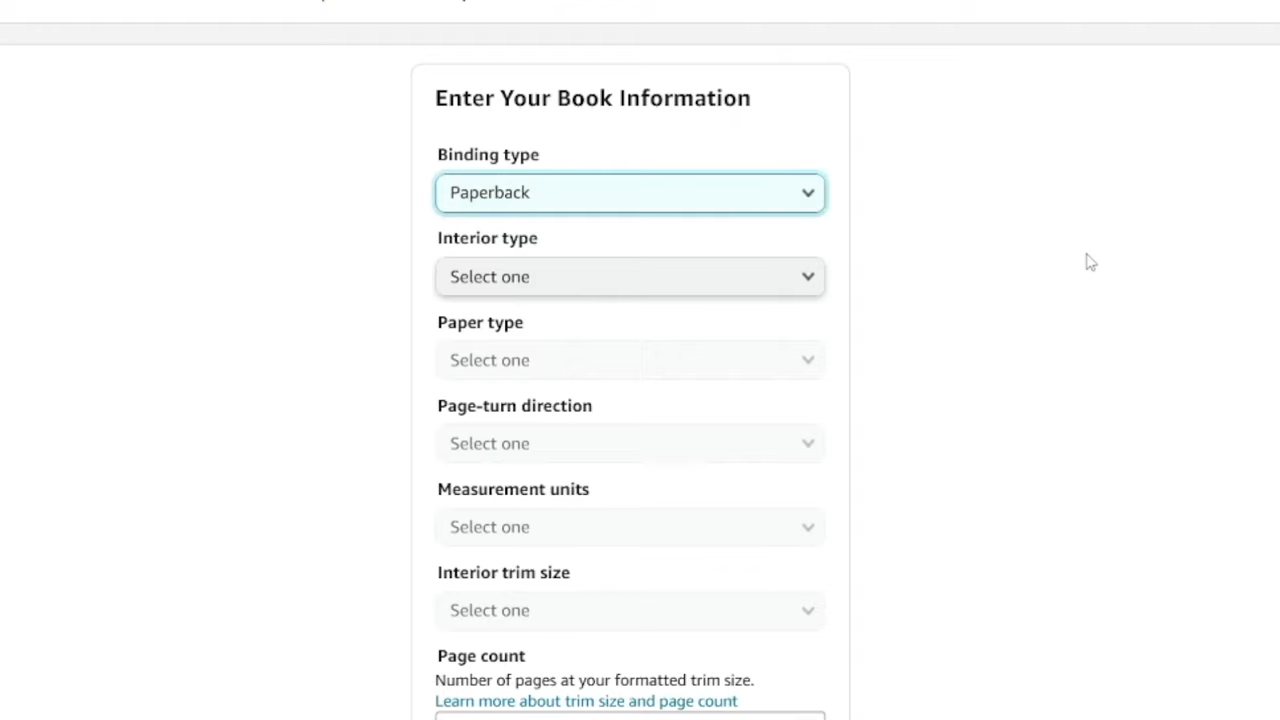 Enter Your Book Information
Binding type
Paperback
Interior type
Select one
Paper type
Select one
Page-turn direction
Select one
Measurement units
Select one
Interior trim size
Select one
Page count
Number of pages at your formatted trim size.
Learn more about trim size and page count